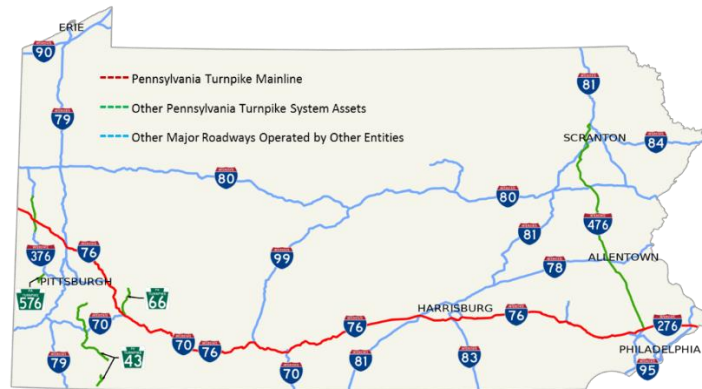 ERIE
90
Pennsylvania Turnpike Mainline
81
Other Pennsylvania Turnpike System Assets
79
Other Major Roadways Operated by Other Entities
SCRANTON
84
80
80
476
81
376
76
99
ALLENTOWN
78
PITTSBURGH
576
66
HARRISBURG
76
76
276
70
70
76
PHILADELPHIA
43
79
70
81
83
95